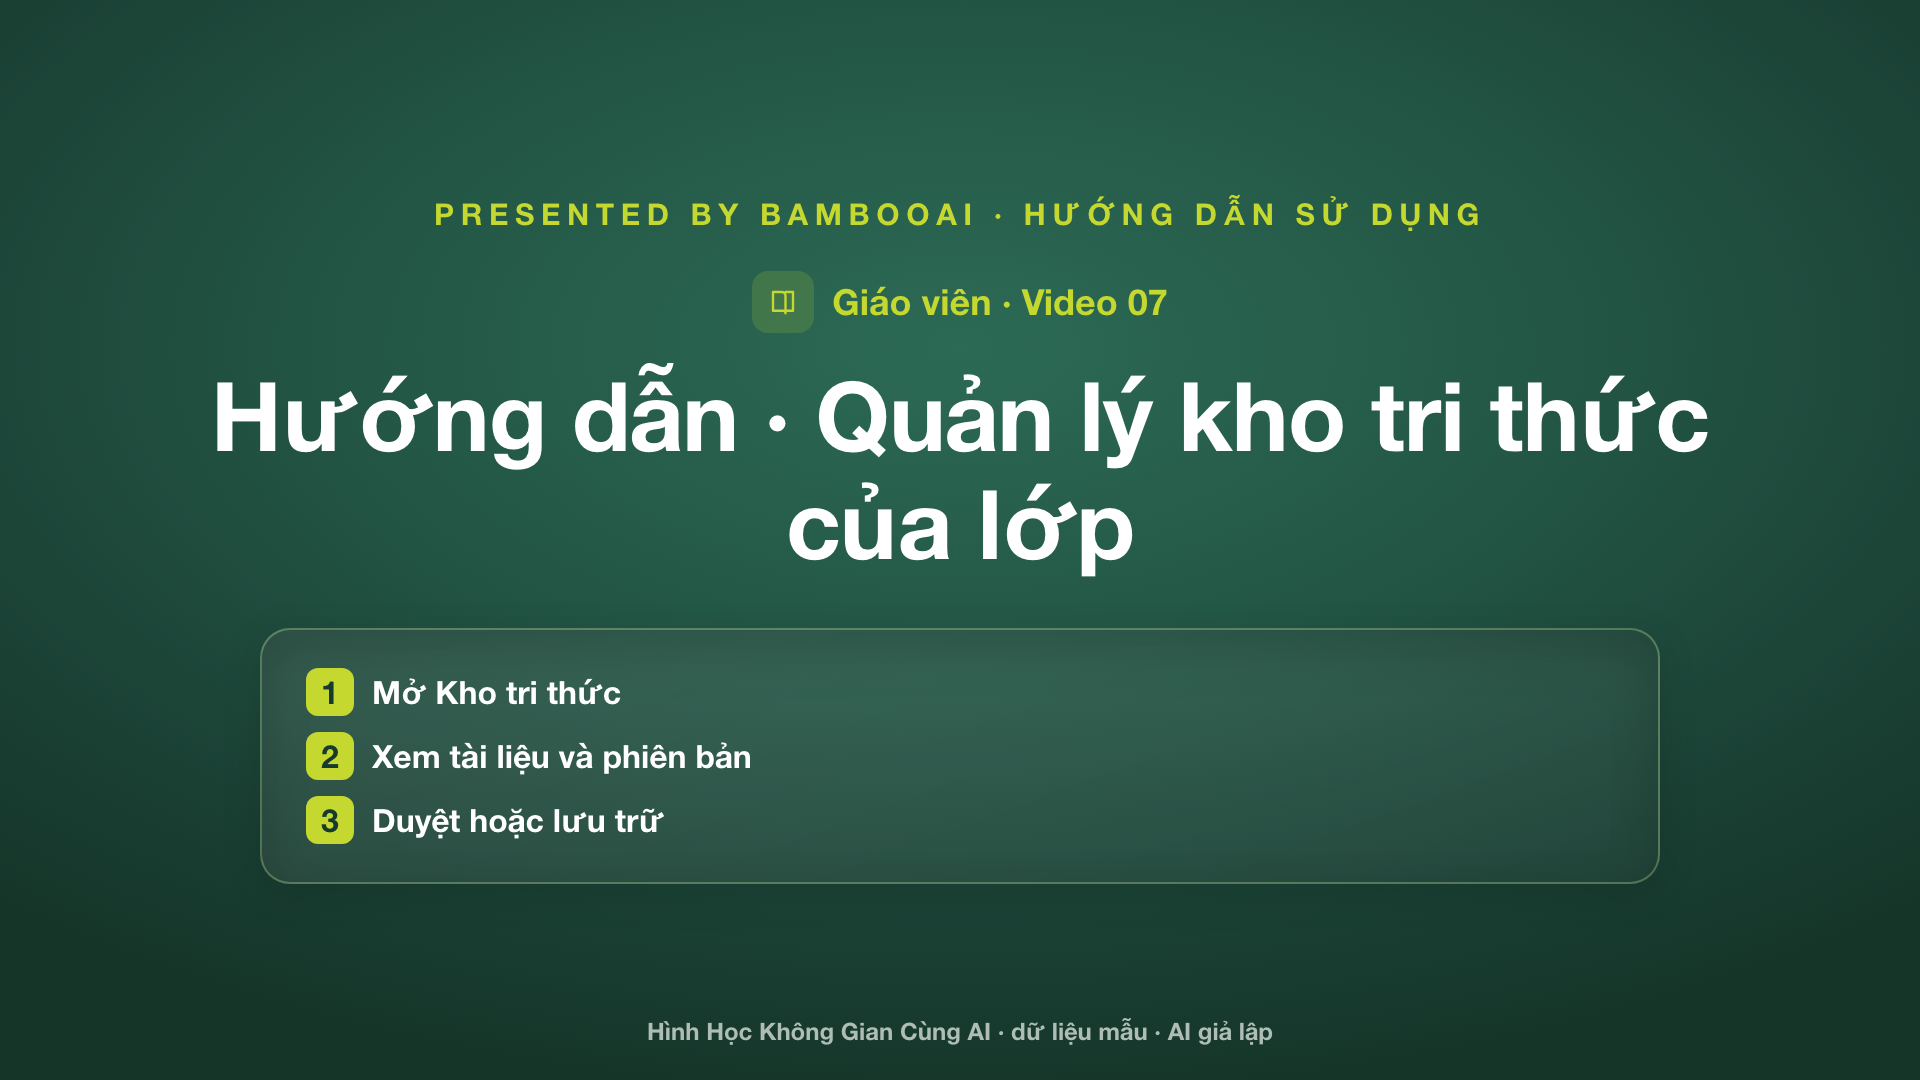 PRESENTED BY BAMBOOAI · HƯỚNG DẪN SỬ DỤNG
Giáo viên · Video 07
Hướng dẫn · Quản lý kho tri thức
của lớp
1 Mở Kho tri thức
2 Xem tài liệu và phiên bản
3 Duyệt hoặc lưu trữ
Hình Học Không Gian Cùng AI · dữ liệu mẫu · AI giả lập